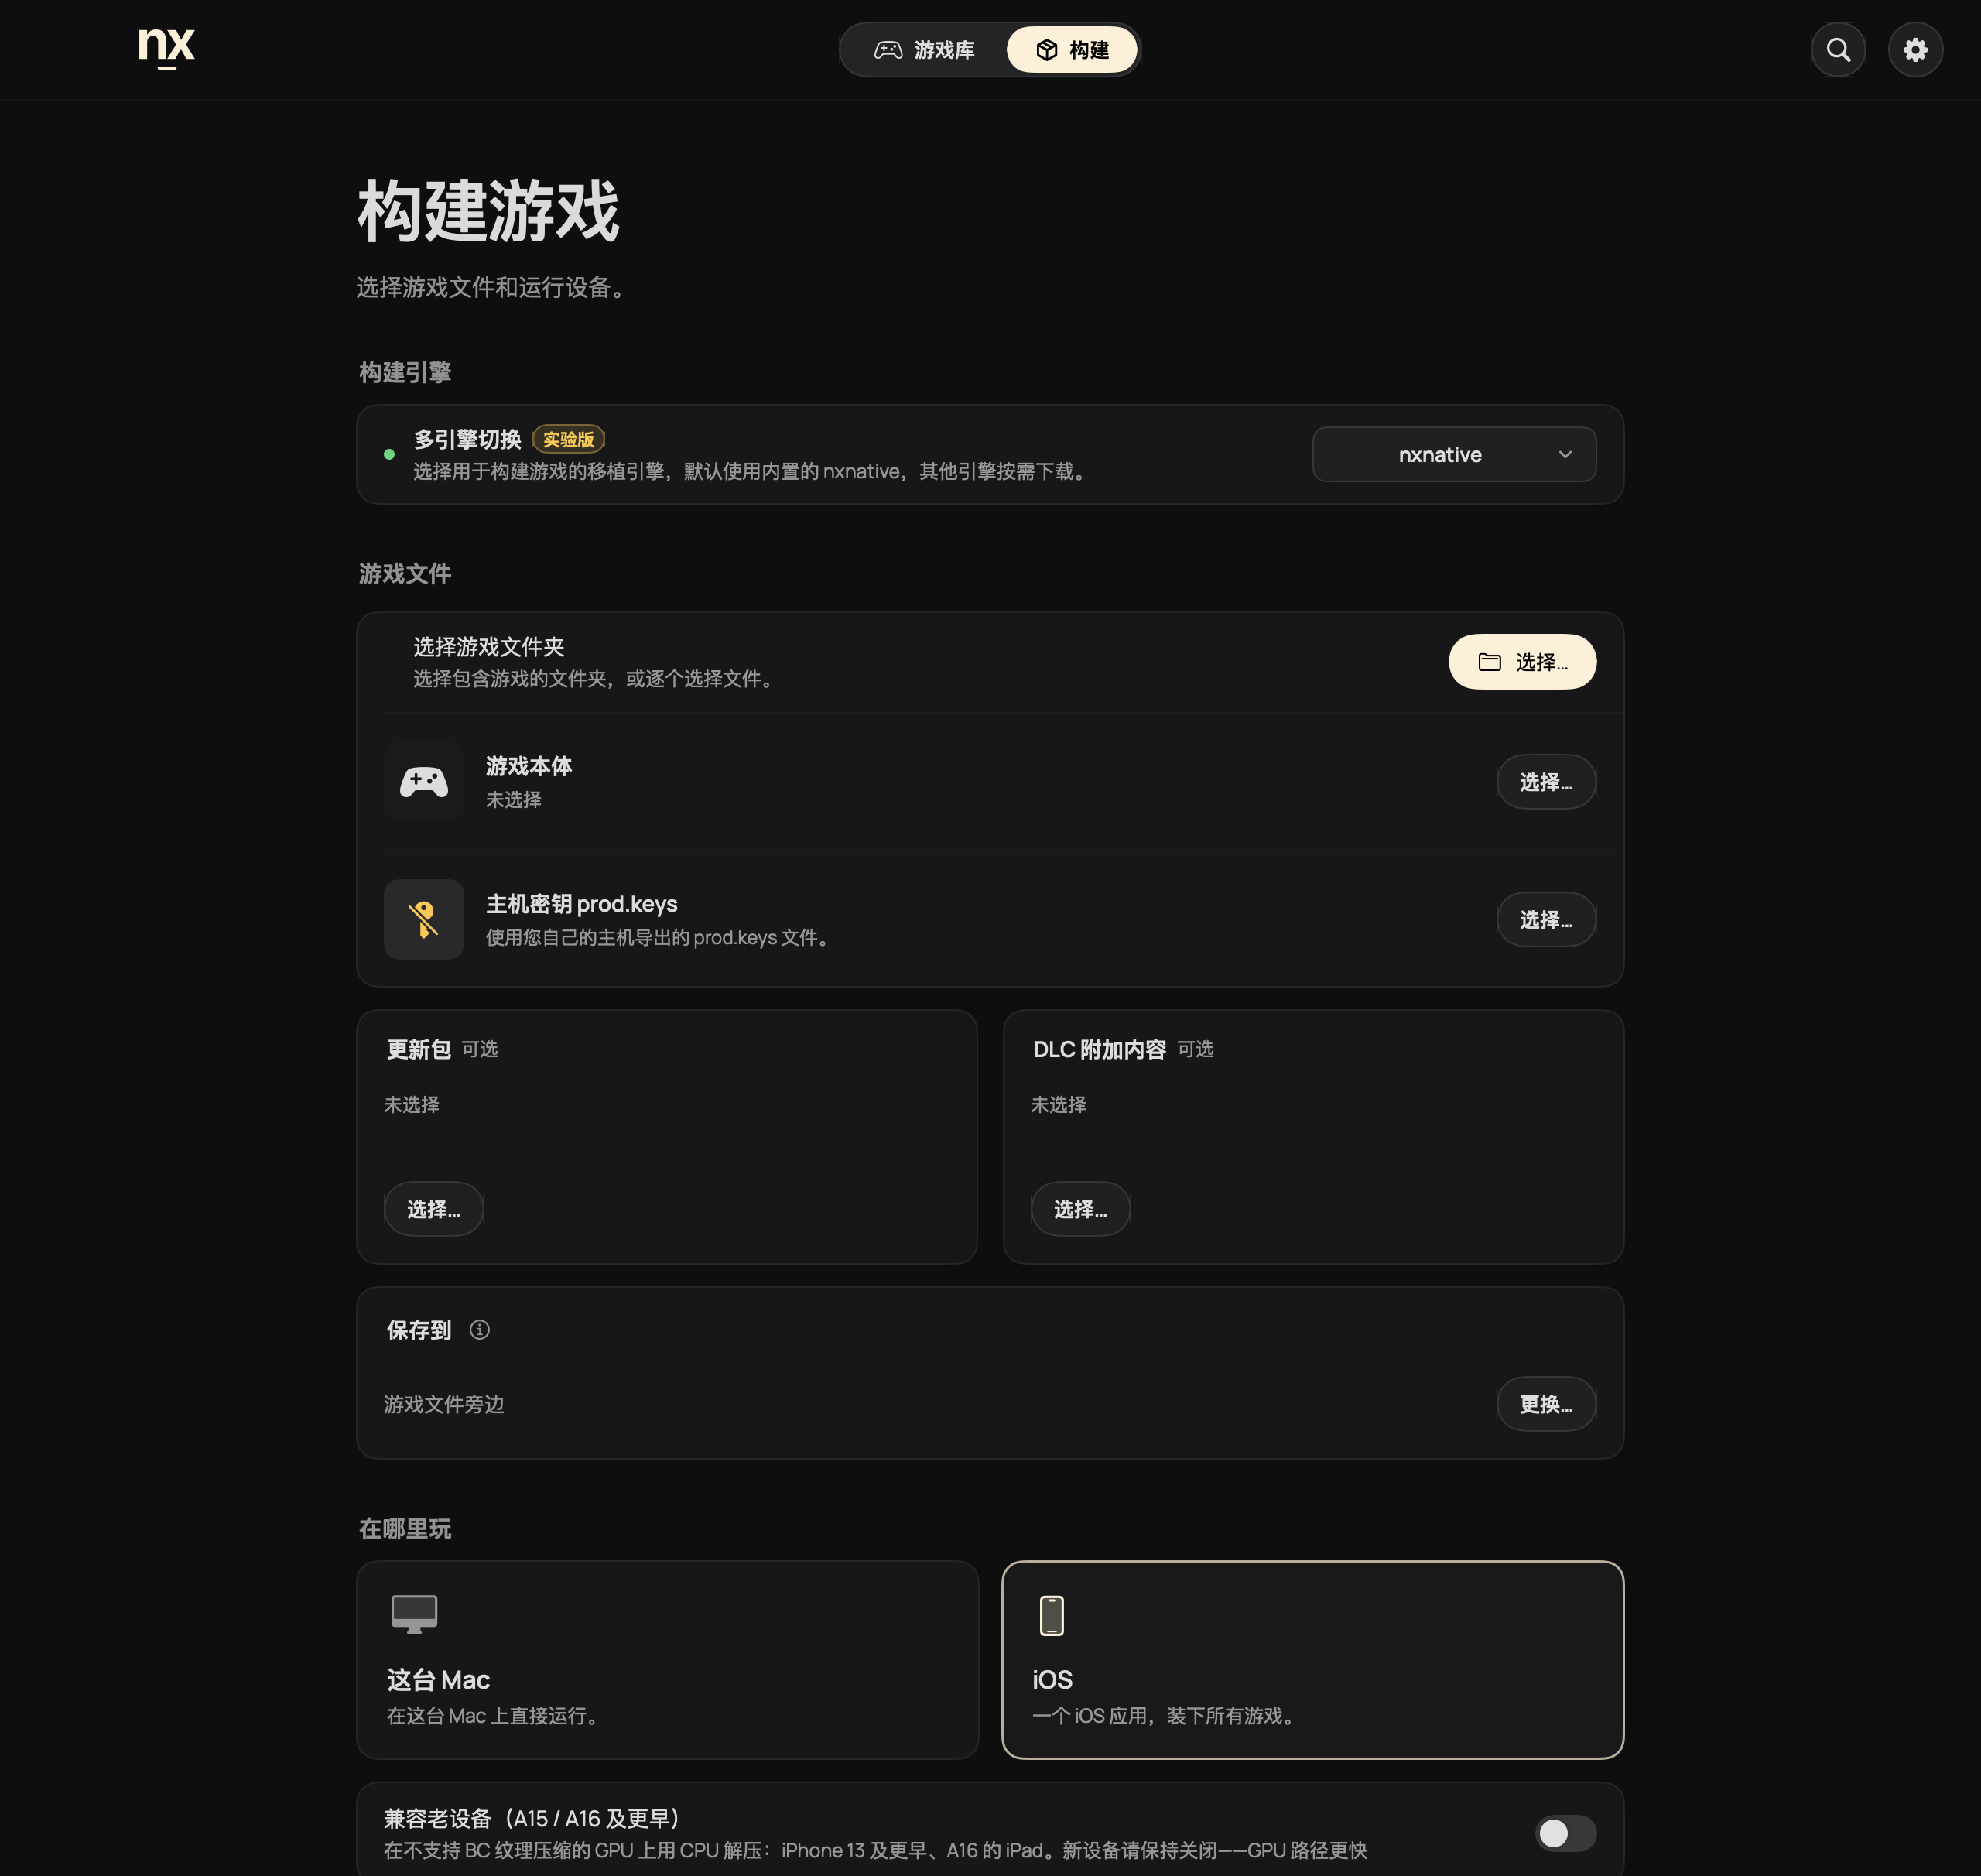 nx
游戏库
构建
构建游戏
选择游戏文件和运行设备。
构建引擎
多引擎切换 实验版
选择用于构建游戏的移植引擎，默认使用内置的 nxnative，其他引擎按需下载。
nxnative
游戏文件
选择游戏文件夹
选择包含游戏的文件夹，或逐个选择文件。
选择...
游戏本体
未选择
选择...
主机密钥 prod.keys
使用您自己的主机导出的 prod.keys 文件。
选择...
更新包 可选
未选择
选择...
DLC 附加内容 可选
未选择
选择...
保存到
游戏文件旁边
更换...
在哪里玩
这台 Mac
在这台 Mac 上直接运行。
iOS
一个 iOS 应用，装下所有游戏。
兼容老设备（A15 / A16 及更早）
在不支持 BC 纹理压缩的 GPU 上用 CPU 解压：iPhone 13 及更早、A16 的 iPad。新设备请保持关闭——GPU 路径更快